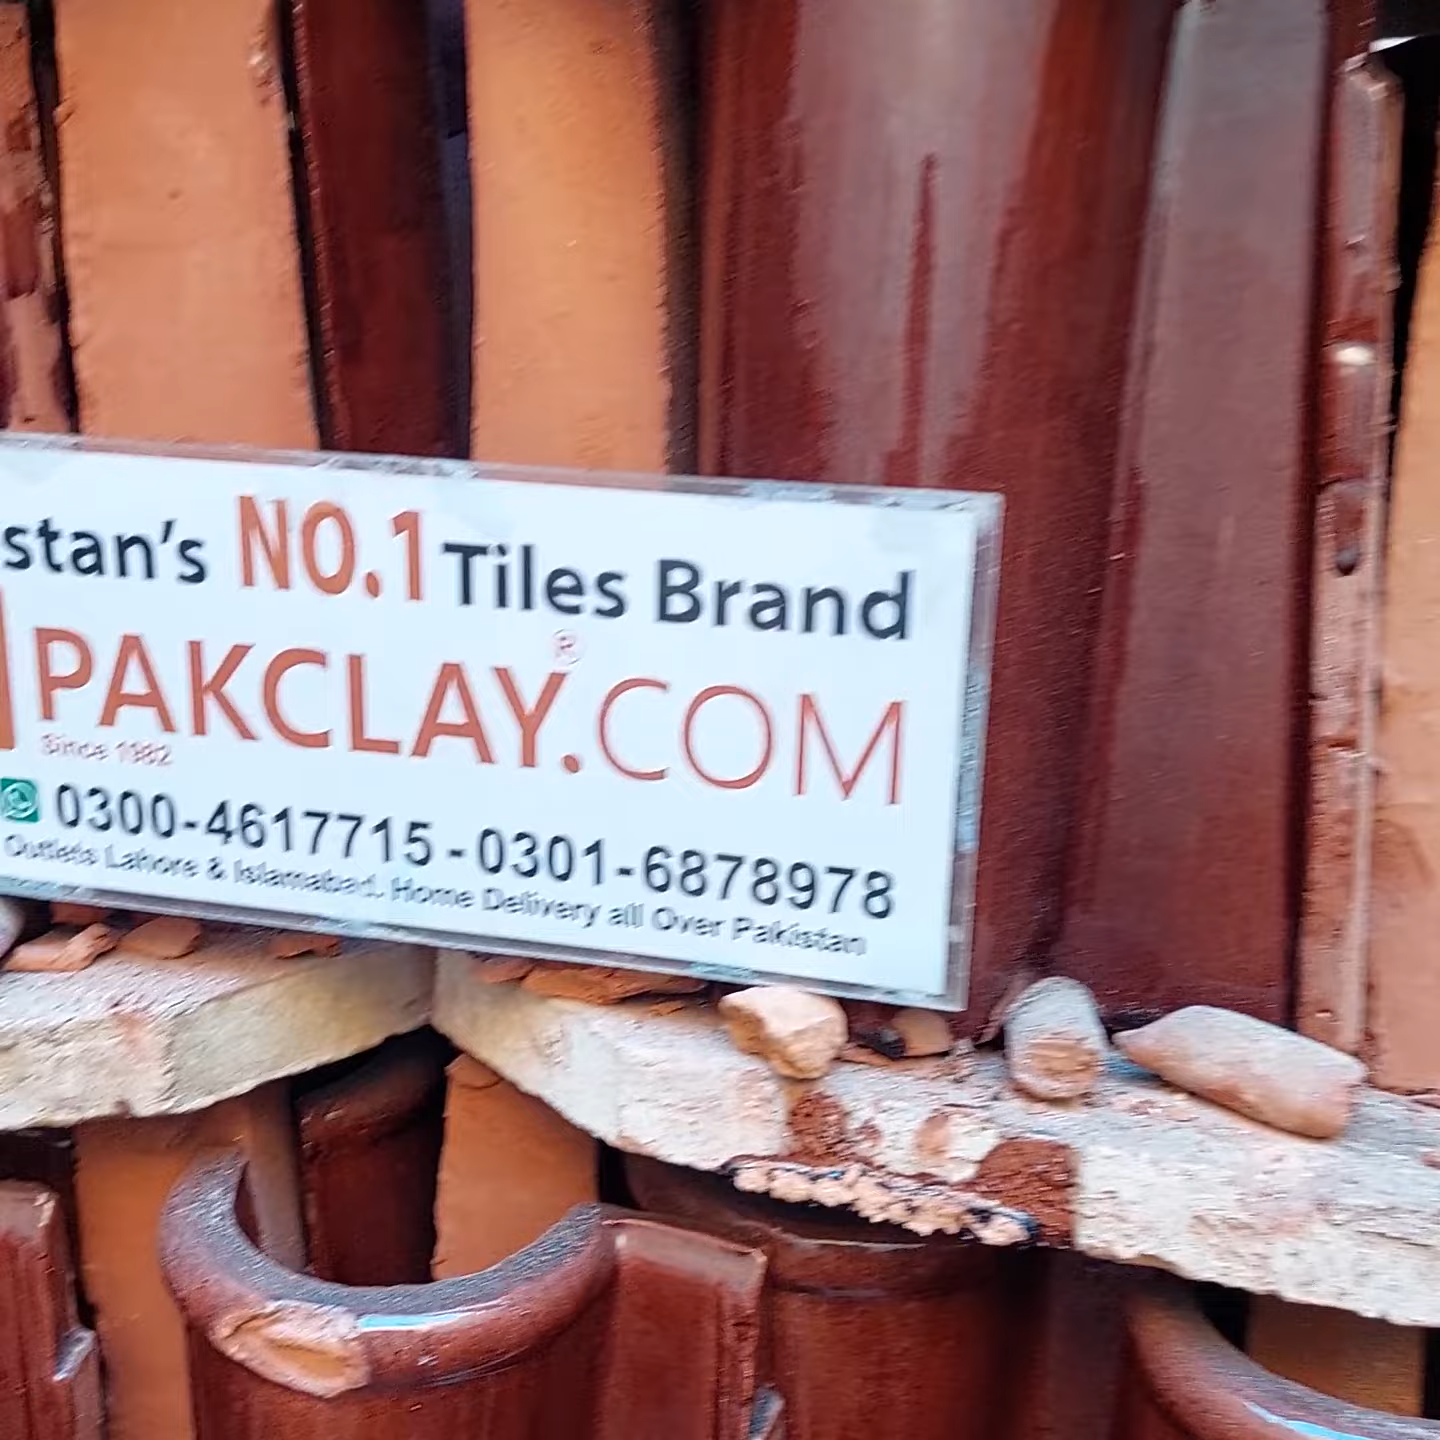 stan's NO.1 Tiles Brand
PAKCLAY.COM ®
Since 1982
0300-4617715-0301-6878978
Outlets Lahore & Islamabad. Home Delivery all Over Pakistan